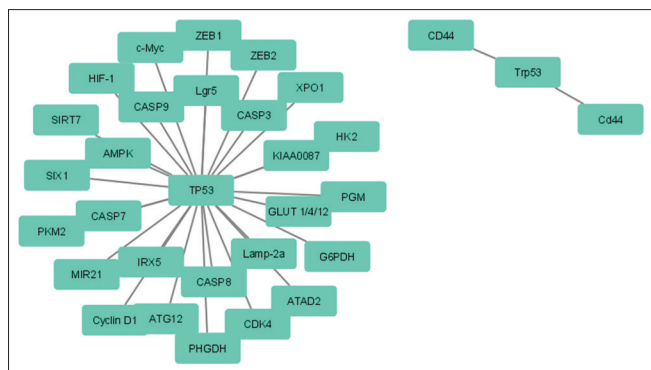 ZEB1
c-Myc
ZEB2
CD44
Trp53
Cd44
HIF-1
Lgr5
XPO1
CASP9
CASP3
SIRT7
HK2
AMPK
KIAA0087
SIX1
TP53
PGM
GLUT 1/4/12
CASP7
PKM2
Lamp-2a
G6PDH
IRX5
MIR21
CASP8
ATAD2
Cyclin D1
ATG12
CDK4
PHGDH